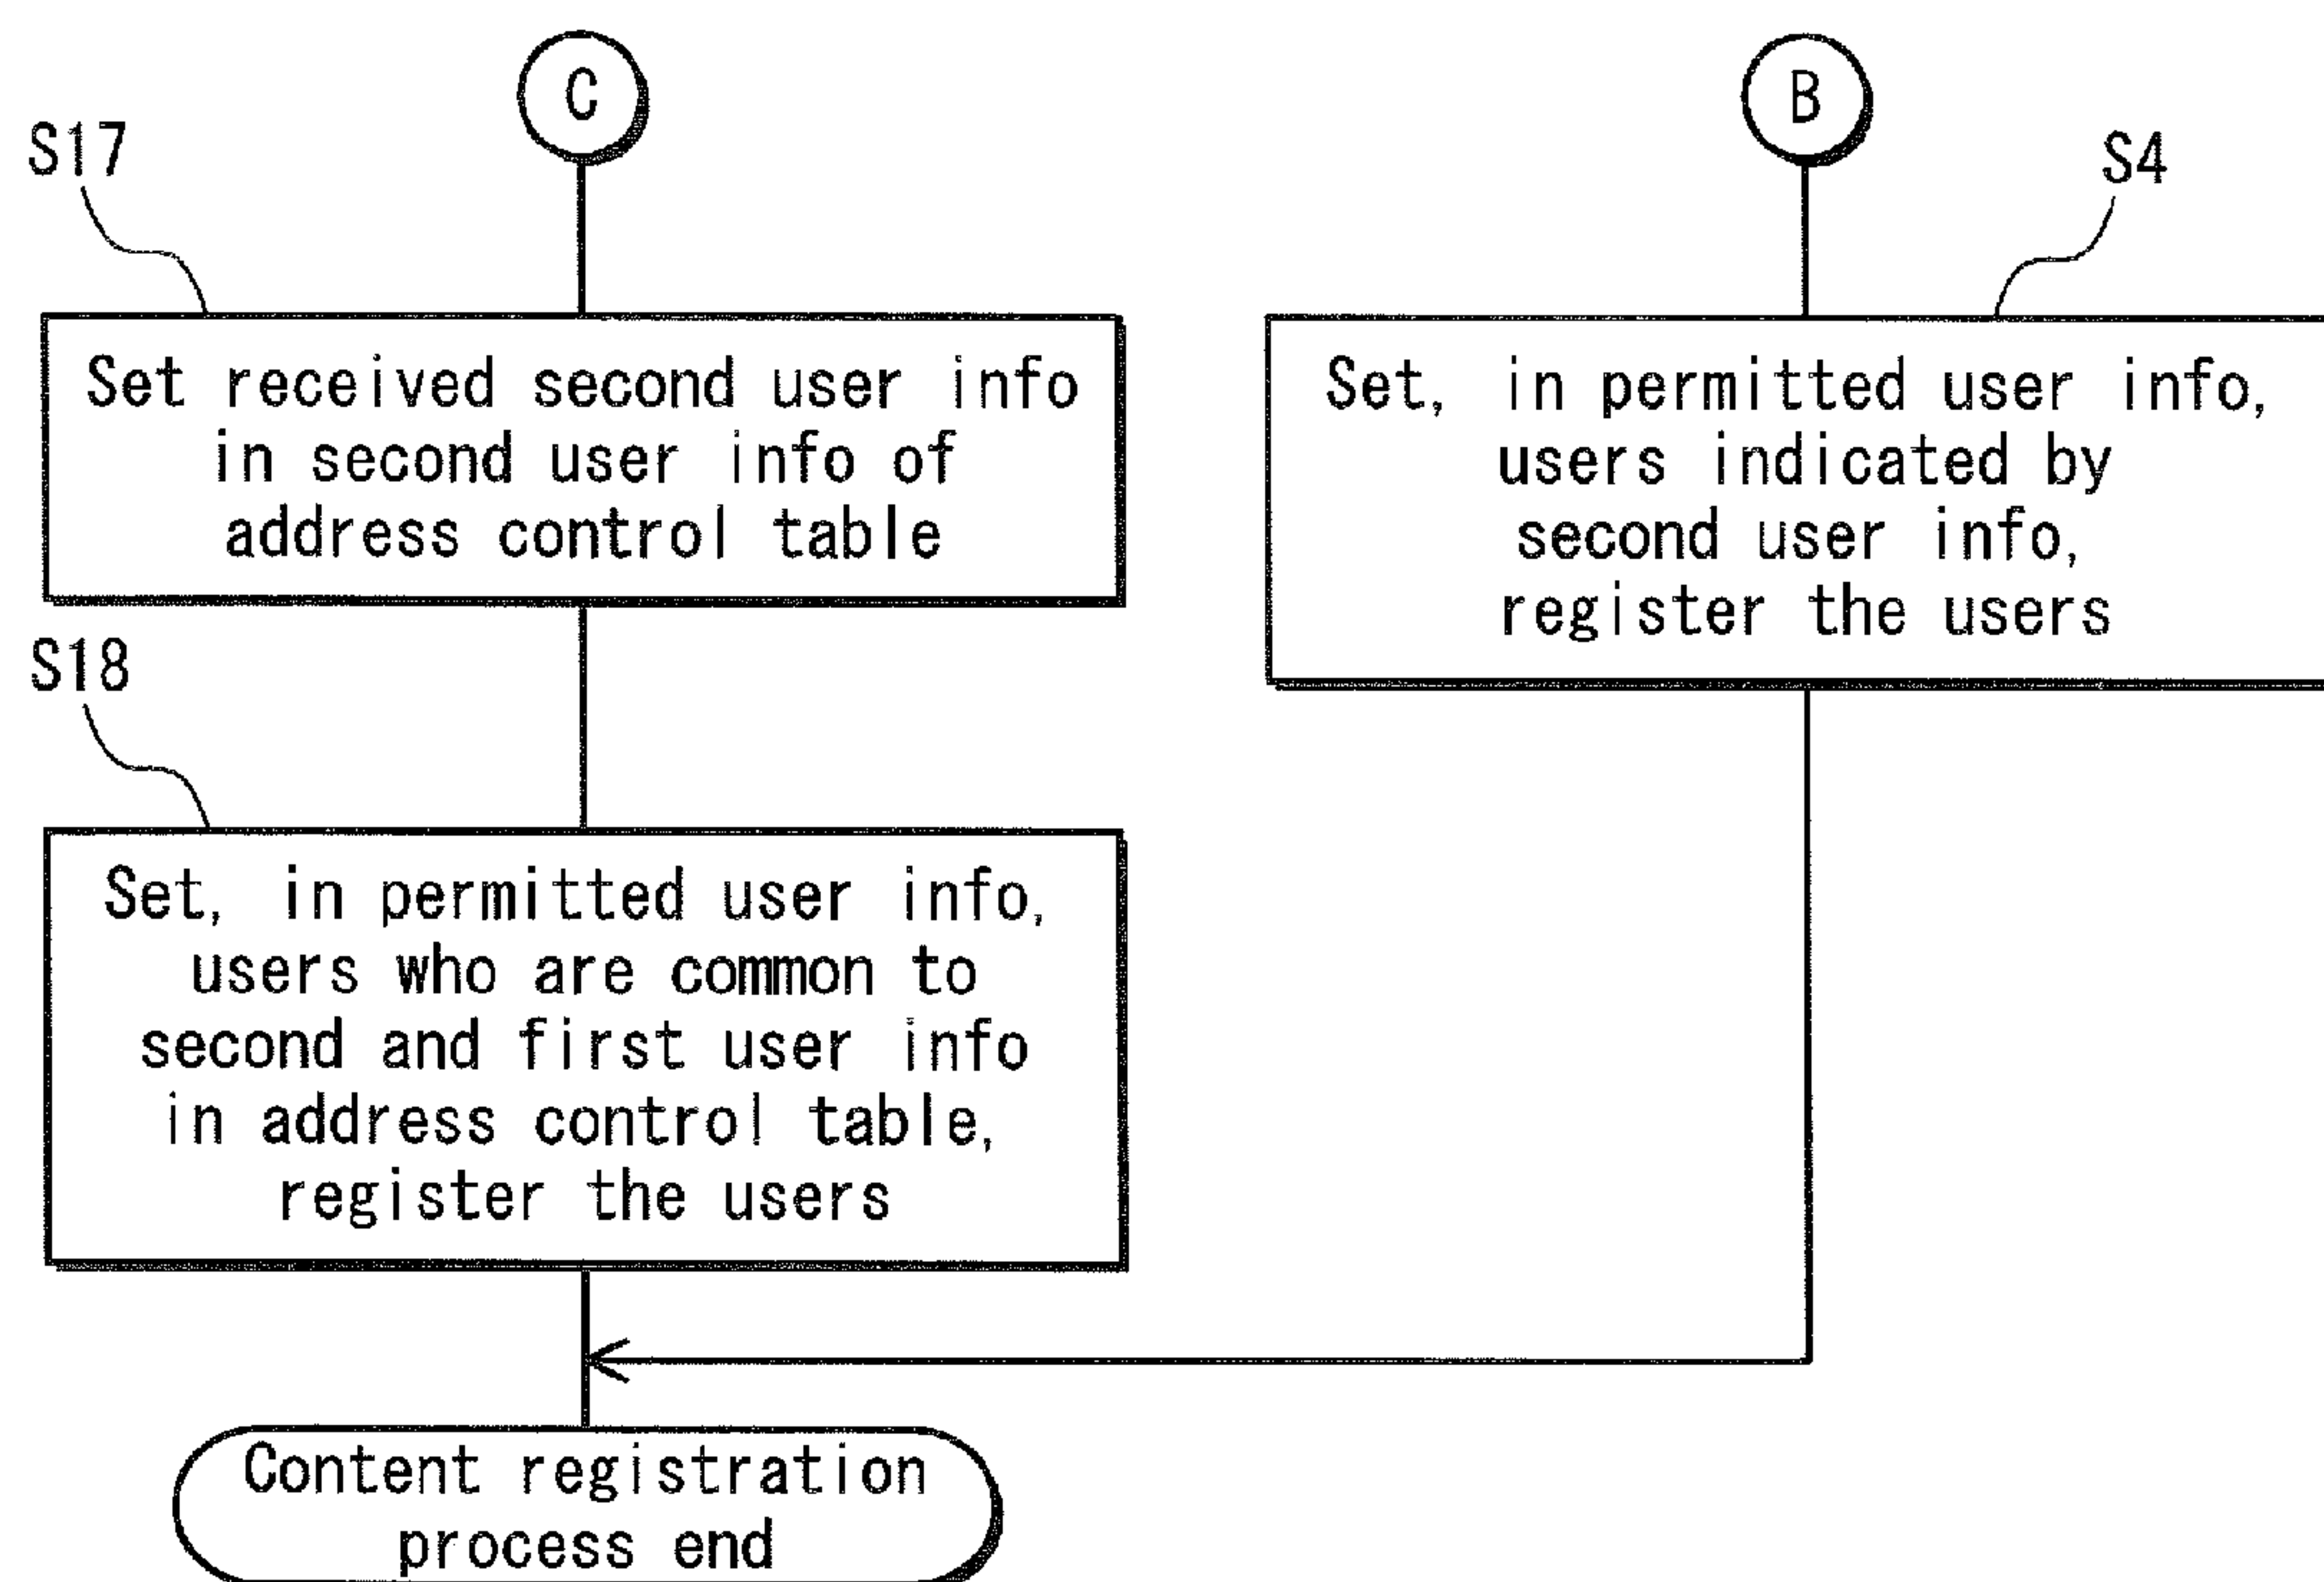 C
S17
Set received second user info
in second user info of
address control table
S18
Set, in permitted user info,
users who are common to
second and first user info
in address control table,
register the users
B
S4
Set, in permitted user info,
users indicated by
second user info,
register the users
Content registration
process end